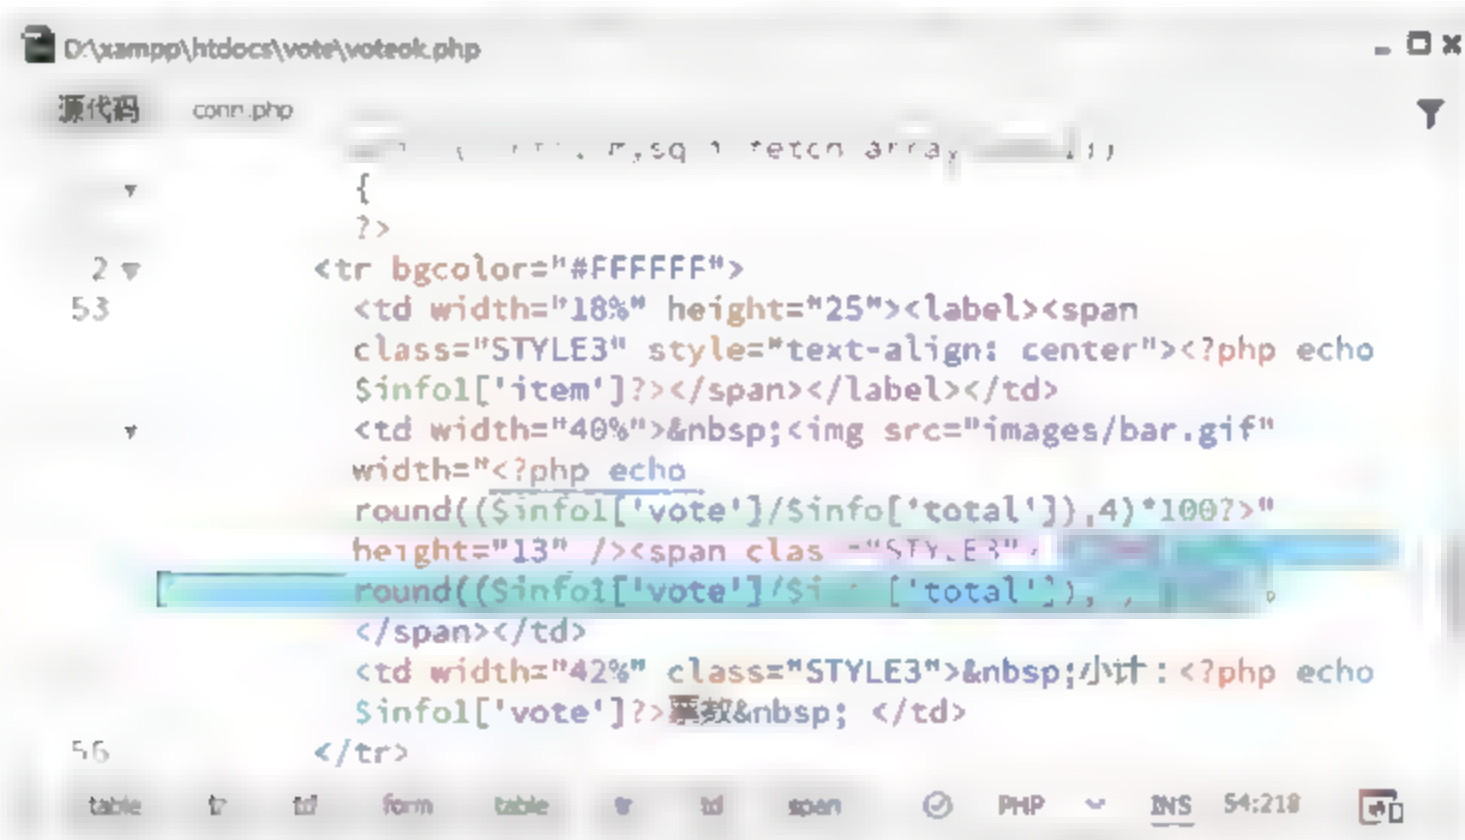 D:\xampp\htdocs\vote\voteok.php
源代码 conn.php
fetch array
{
?>
2 <tr bgcolor="#FFFFFF">
53 <td width="18%" height="25"><label><span
class="STYLE3" style="text-align: center"><?php echo
$info1['item']?></span></label></td>
<td width="40%">&nbsp;<img src="images/bar.gif"
width="<?php echo
round(($info1['vote']/$info['total']),4)*100?>"
height="13" /><span "STYLE3"
round(($info1['vote']/ ['total']),
</span></td>
<td width="42%" class="STYLE3">&nbsp;小计:<?php echo
$info1['vote']?>票数&nbsp; </td>
56 </tr>
table tr td form table tr td span PHP INS 54:218